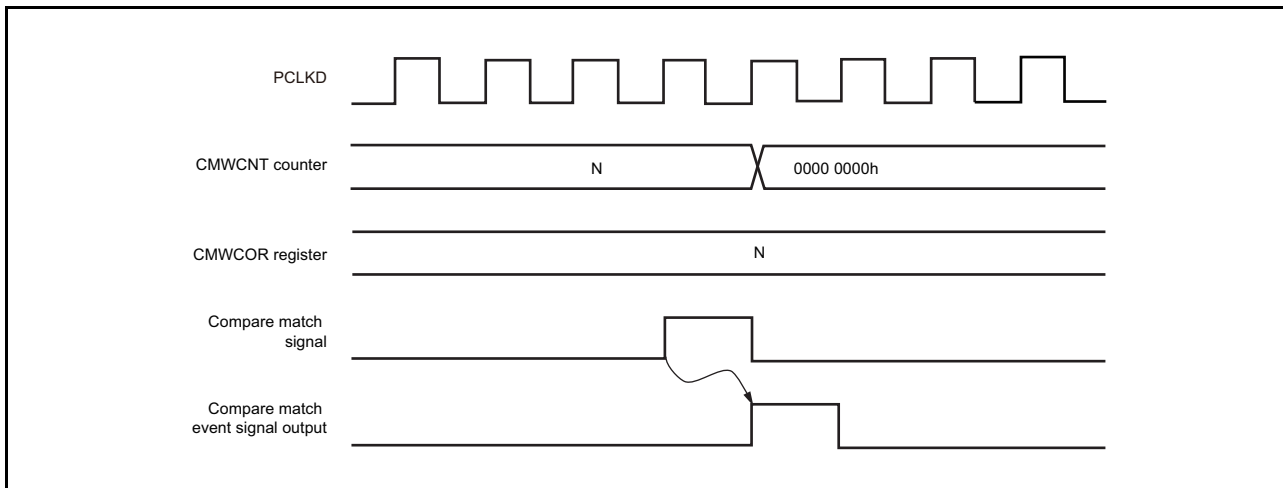 PCLKD
CMWCNT counter
N
0000 0000h
CMWCOR register
N
Compare match
signal
Compare match
event signal output